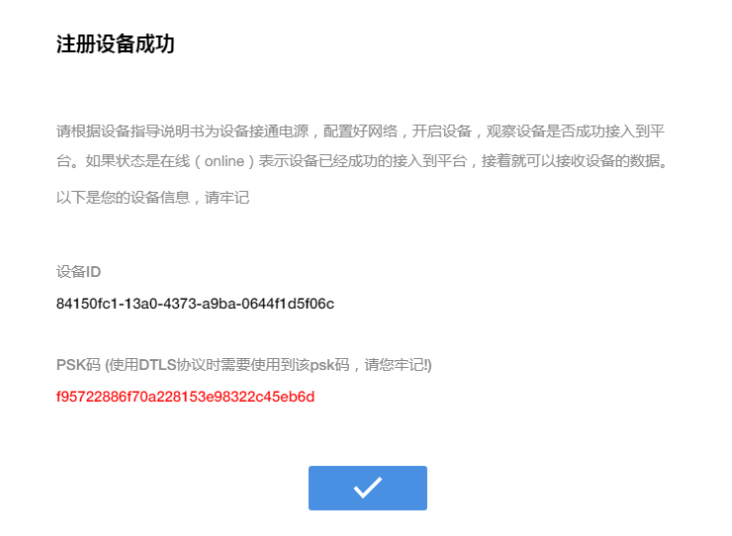 注册设备成功
请根据设备指导说明书为设备接通电源，配置好网络，开启设备，观察设备是否成功接入到平
台。如果状态是在线（online）表示设备已经成功的接入到平台，接着就可以接收设备的数据。
以下是您的设备信息，请牢记
设备ID
84150fc1-13a0-4373-a9ba-0644f1d5f06c
PSK码 (使用DTLS协议时需要使用到该psk码，请您牢记!)
f95722886f70a228153e98322c45eb6d